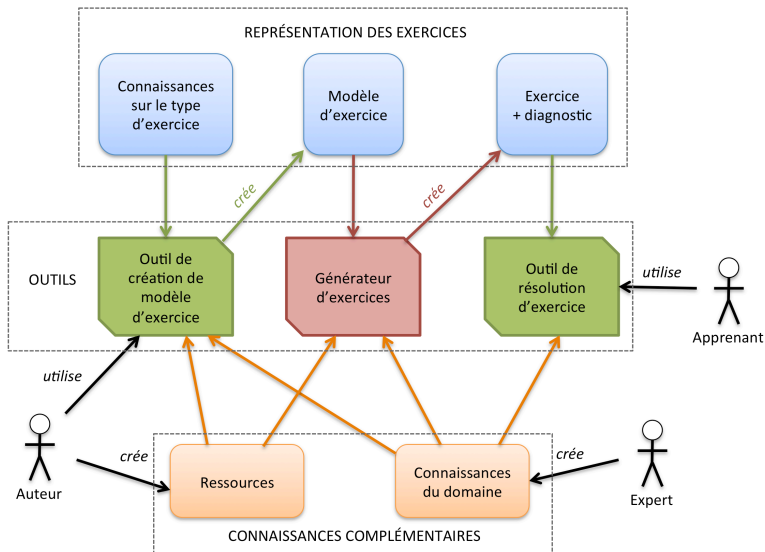 REPRÉSENTATION DES EXERCICES
Connaissances
sur le type
d’exercice
Modèle
d’exercice
Exercice
+ diagnostic
crée
crée
OUTILS
Outil de
création de
modèle
d’exercice
Générateur
d’exercices
Outil de
résolution
d’exercice
utilise
Apprenant
utilise
Auteur
crée
Ressources
Connaissances
du domaine
crée
Expert
CONNAISSANCES COMPLÉMENTAIRES